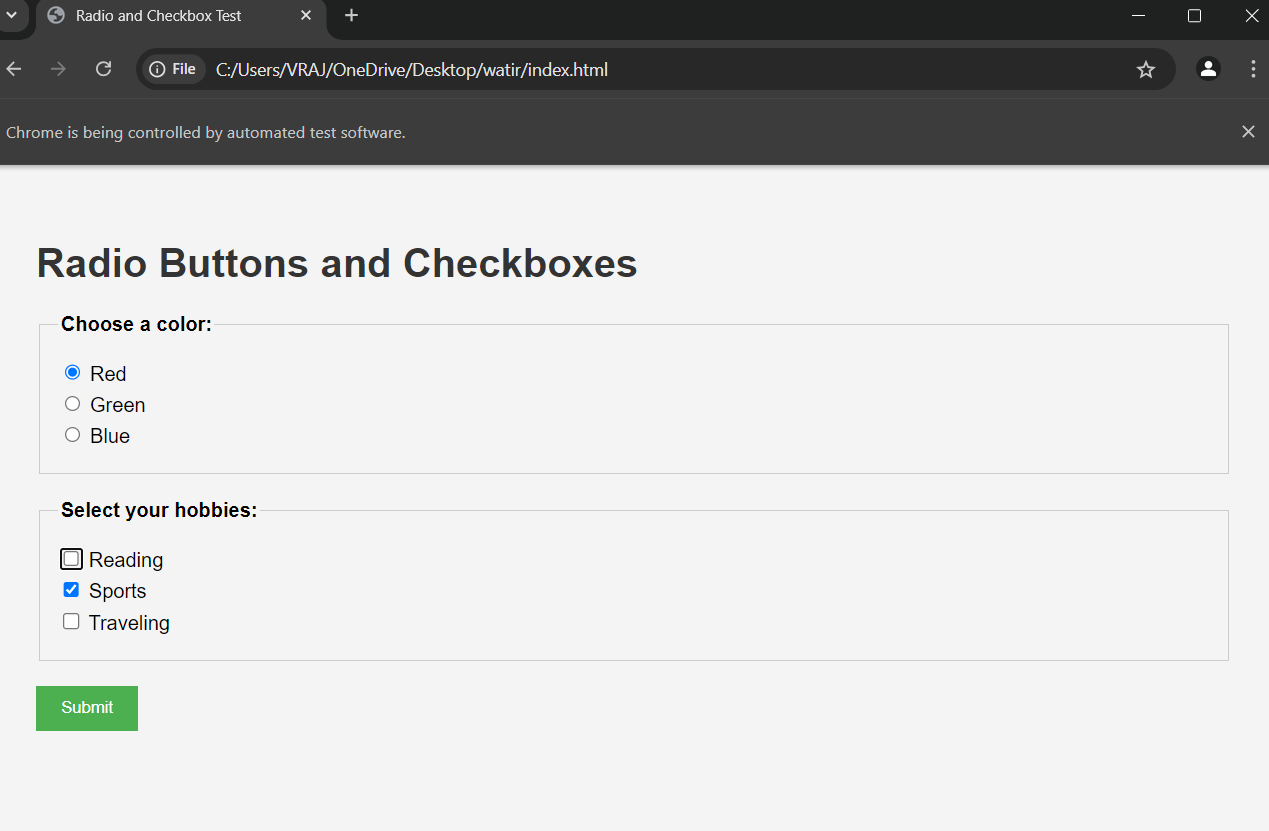 Radio and Checkbox Test
File C:/Users/VRAJ/OneDrive/Desktop/watir/index.html
Chrome is being controlled by automated test software.
Radio Buttons and Checkboxes
Choose a color:
Red
Green
Blue
Select your hobbies:
Reading
Sports
Traveling
Submit